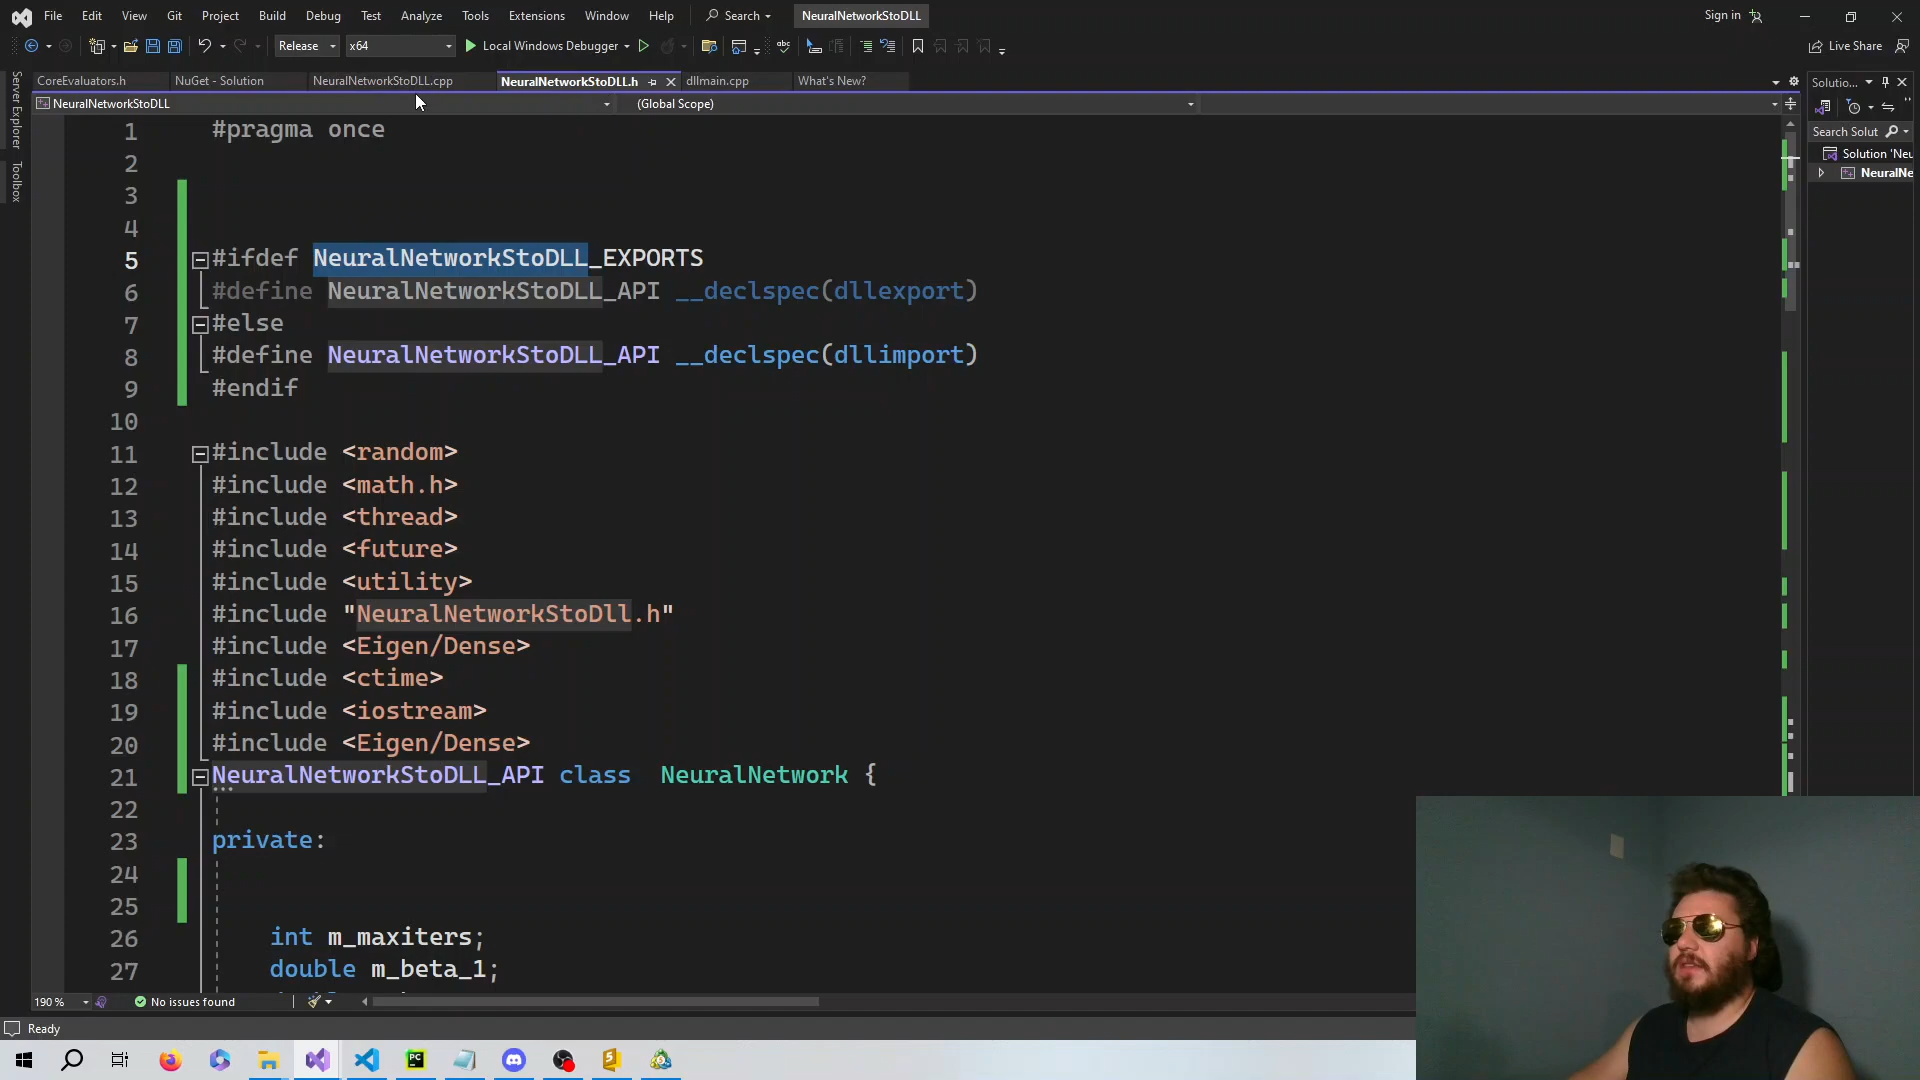 File Edit View Git Project Build Debug Test Analyze Tools Extensions Window Help Search NeuralNetworkStoDLL Sign in
Release x64 Local Windows Debugger Live Share
CoreEvaluators.h NuGet - Solution NeuralNetworkStoDLL.cpp NeuralNetworkStoDLL.h dllmain.cpp What's New? Solutio...
NeuralNetworkStoDLL (Global Scope)
Server Explorer
Toolbox
Search Solut
Solution 'Neu
NeuralNe
1 #pragma once
2
3
4
5 #ifdef NeuralNetworkStoDLL_EXPORTS
6 #define NeuralNetworkStoDLL_API __declspec(dllexport)
7 #else
8 #define NeuralNetworkStoDLL_API __declspec(dllimport)
9 #endif
10
11 #include <random>
12 #include <math.h>
13 #include <thread>
14 #include <future>
15 #include <utility>
16 #include "NeuralNetworkStoDll.h"
17 #include <Eigen/Dense>
18 #include <ctime>
19 #include <iostream>
20 #include <Eigen/Dense>
21 NeuralNetworkStoDLL_API class NeuralNetwork {
22
23 private:
24
25
26 int m_maxiters;
27 double m_beta_1;
190 % No issues found
Ready